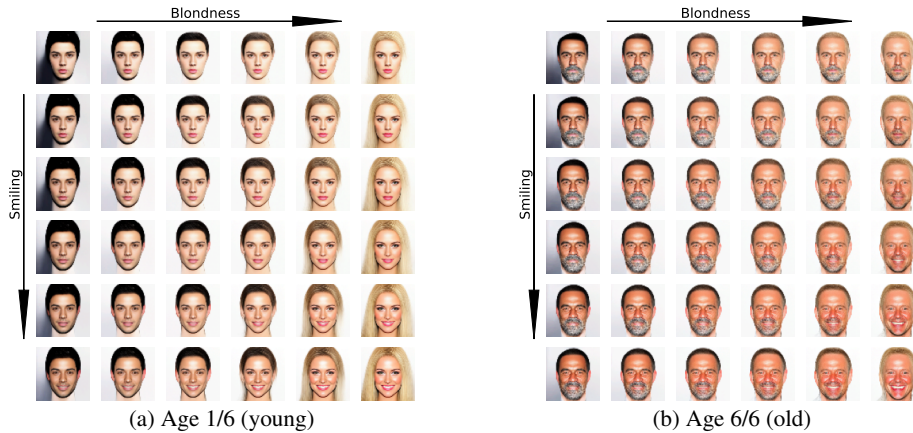 Blondness
Smiling
(a) Age 1/6 (young)
Blondness
Smiling
(b) Age 6/6 (old)